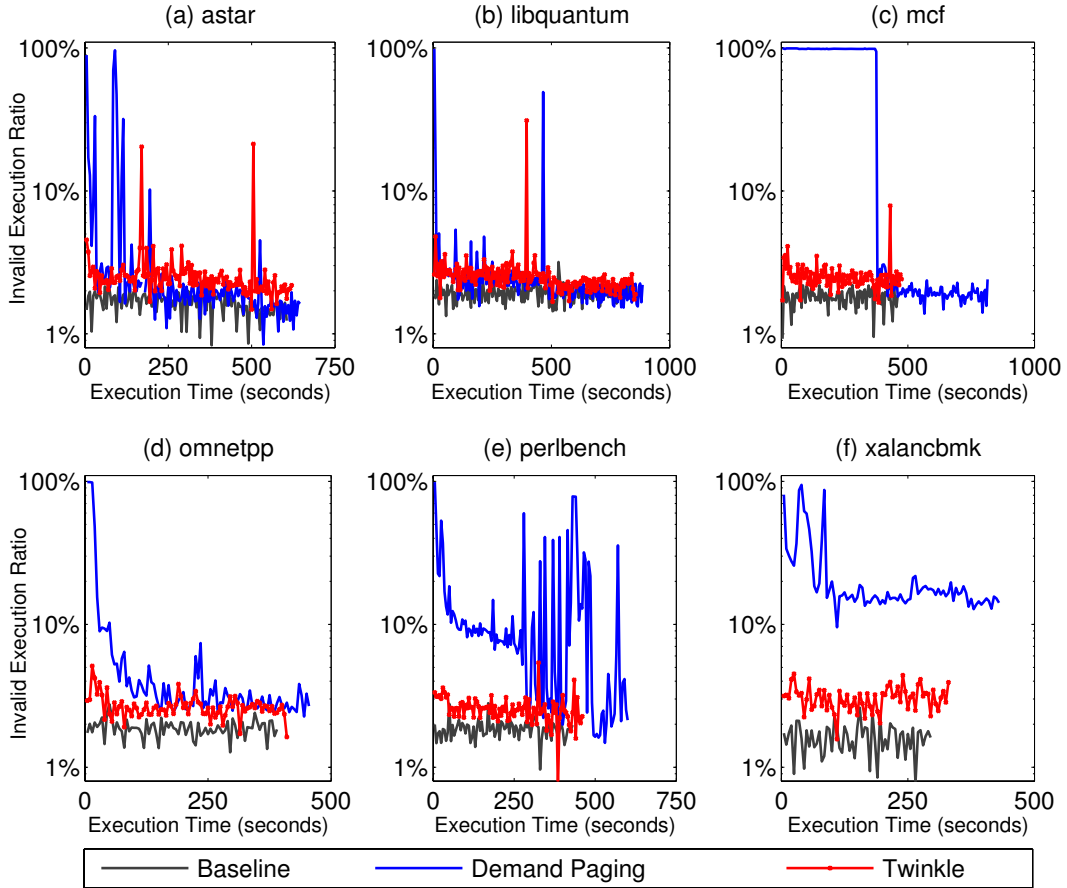 (a) astar
(b) libquantum
(c) mcf
Invalid Execution Ratio
100%
10%
1%
0 250 500 750
Execution Time (seconds)
100%
10%
1%
0 500 1000
Execution Time (seconds)
100%
10%
1%
0 500 1000
Execution Time (seconds)
(d) omnetpp
(e) perlbench
(f) xalancbmk
Invalid Execution Ratio
100%
10%
1%
0 250 500
Execution Time (seconds)
100%
10%
1%
0 250 500 750
Execution Time (seconds)
100%
10%
1%
0 250 500
Execution Time (seconds)
Baseline Demand Paging Twinkle